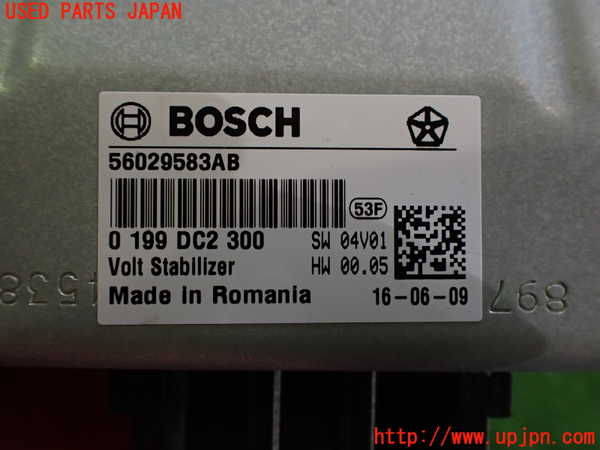 USED PARTS JAPAN
BOSCH
56029583AB
53F
0 199 DC2 300 SW 04V01
Volt Stabilizer HW 00.05
Made in Romania 16-06-09
897
http://www.upjpn.com/